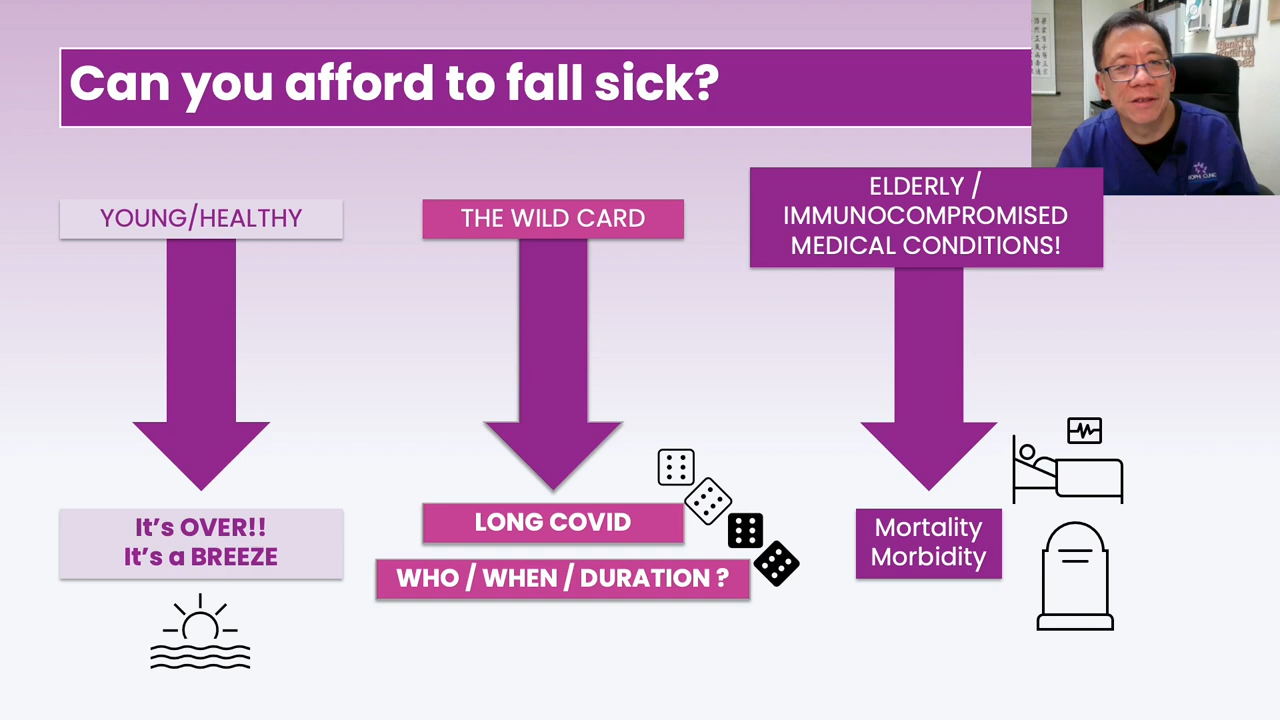 Can you afford to fall sick?
YOUNG/HEALTHY
It's OVER!!
It's a BREEZE
THE WILD CARD
LONG COVID
WHO / WHEN / DURATION ?
ELDERLY /
IMMUNOCOMPROMISED
MEDICAL CONDITIONS!
Mortality
Morbidity
CLINIC